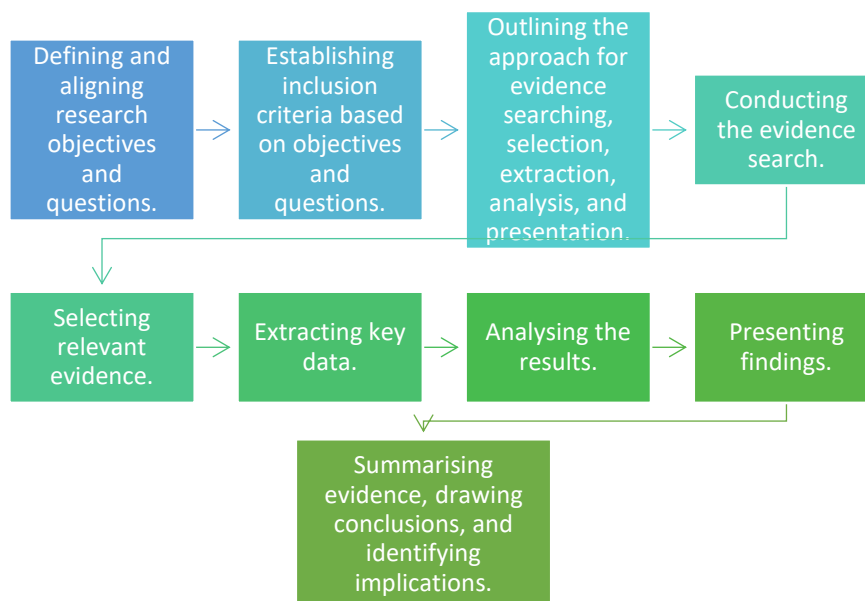 Defining and
aligning
research
objectives
and
questions.
Establishing
inclusion
criteria based
on objectives
and
questions.
Outlining the
approach for
evidence
searching,
selection,
extraction,
analysis, and
presentation.
Conducting
the evidence
search.
Selecting
relevant
evidence.
Extracting key
data.
Analysing the
results.
Presenting
findings.
Summarising
evidence, drawing
conclusions, and
identifying
implications.